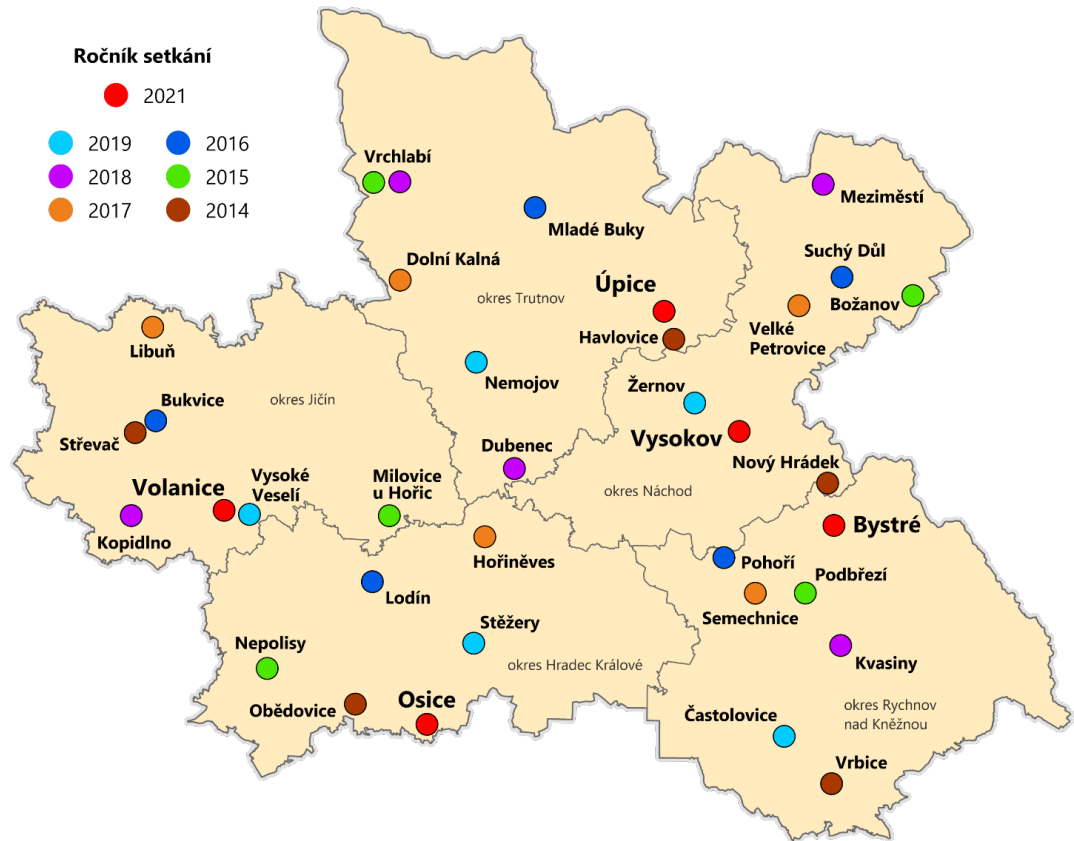 Ročník setkání
2021
2019
2016
2018
2015
2017
2014
Vrchlabí
Meziměstí
Mladé Buky
Suchý Důl
Dolní Kalná
Úpice
okres Trutnov
Božanov
Velké
Petrovice
Havlovice
Libuň
Nemojov
Žernov
Bukvice
okres Jičín
Střevač
Vysokov
Dubenec
Nový Hrádek
Vysoké
Veselí
Milovice
u Hořic
Volanice
okres Náchod
Bystré
Kopidlno
Hořiněves
Pohoří
Podbřezí
Lodín
Semechnice
Stěžery
Nepolisy
okres Hradec Králové
Kvasiny
Osice
Obědovice
okres Rychnov
nad Kněžnou
Častolovice
Vrbice